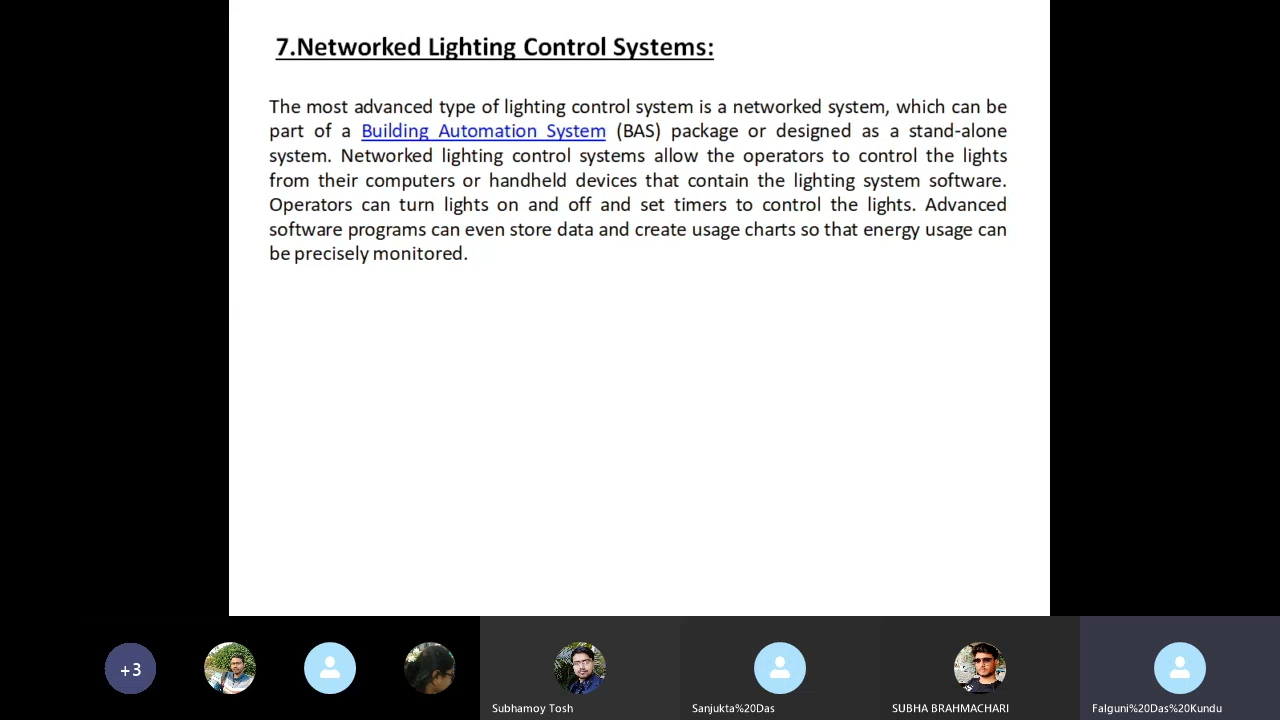 7.Networked Lighting Control Systems:
The most advanced type of lighting control system is a networked system, which can be
part of a Building Automation System (BAS) package or designed as a stand-alone
system. Networked lighting control systems allow the operators to control the lights
from their computers or handheld devices that contain the lighting system software.
Operators can turn lights on and off and set timers to control the lights. Advanced
software programs can even store data and create usage charts so that energy usage can
be precisely monitored.
+3
Subhamoy Tosh
Sanjukta%20Das
SUBHA BRAHMACHARI
Falguni%20Das%20Kundu